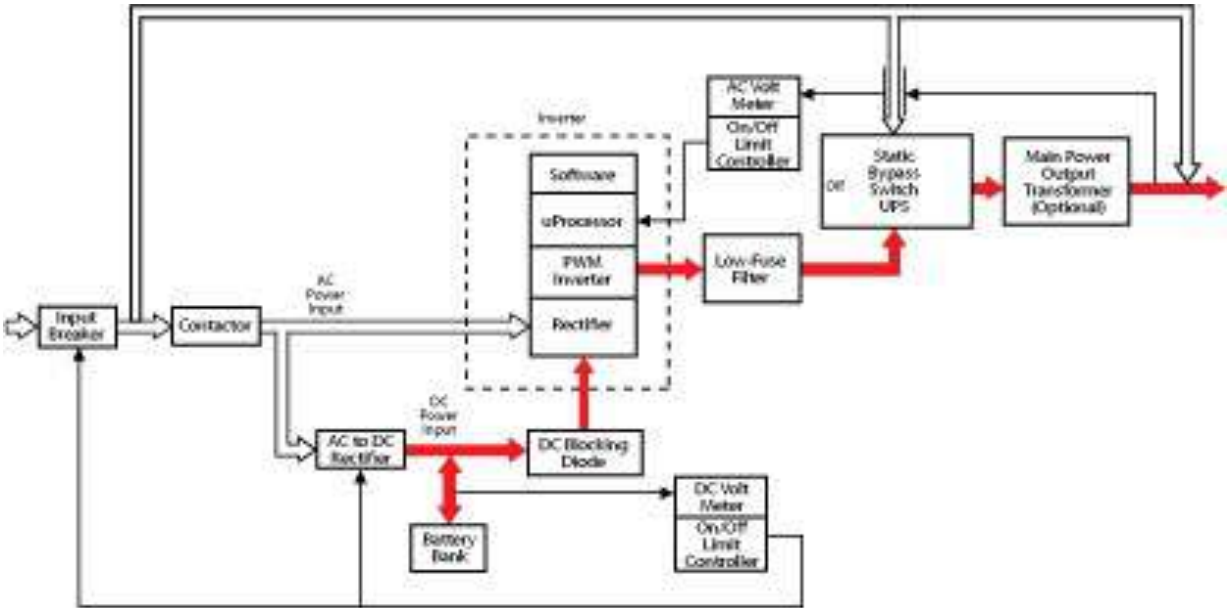 Inverter
AC Volt
Meter
On/Off
Limit
Controller
Static
Bypass
Switch
UPS
Off
Main Power
Output
Transformer
(Optional)
Software
uProcessor
PWM
Inverter
Rectifier
Low-Fuse
Filter
AC
Power
Input
Input
Breaker
Contactor
DC
Power
Input
AC to DC
Rectifier
DC Blocking
Diode
Battery
Bank
DC Volt
Meter
On/Off
Limit
Controller